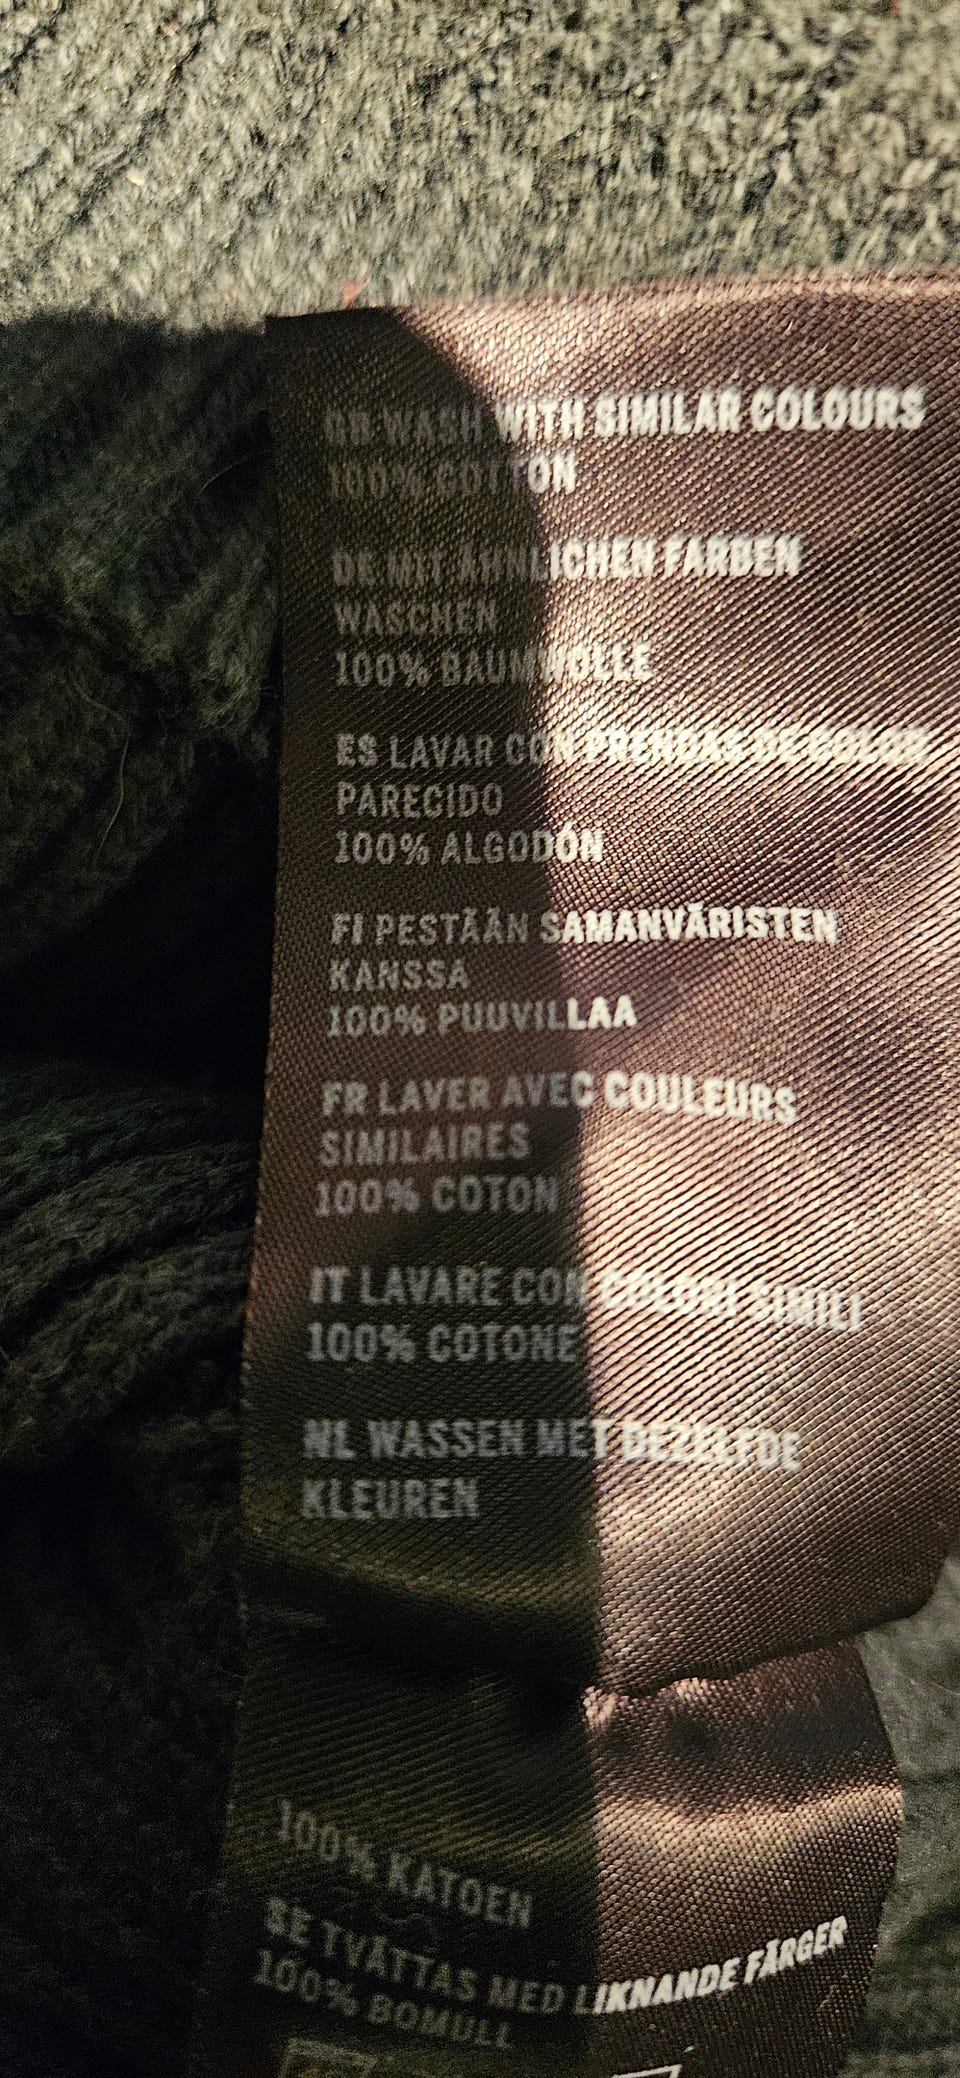 GB WASH WITH SIMILAR COLOURS
100% COTTON
DE MIT ÄHNLICHEN FARBEN
WASCHEN
100% BAUMWOLLE
ES LAVAR CON PRENDAS DE COLOR
PARECIDO
100% ALGODÓN
FI PESTÄÄN SAMANVÄRISTEN
KANSSA
100% PUUVILLAA
FR LAVER AVEC COULEURS
SIMILAIRES
100% COTON
IT LAVARE CON COLORI SIMILI
100% COTONE
NL WASSEN MET DEZELFDE
KLEUREN
100% KATOEN
SE TVÄTTAS MED LIKNANDE FÄRGER
100% BOMULL